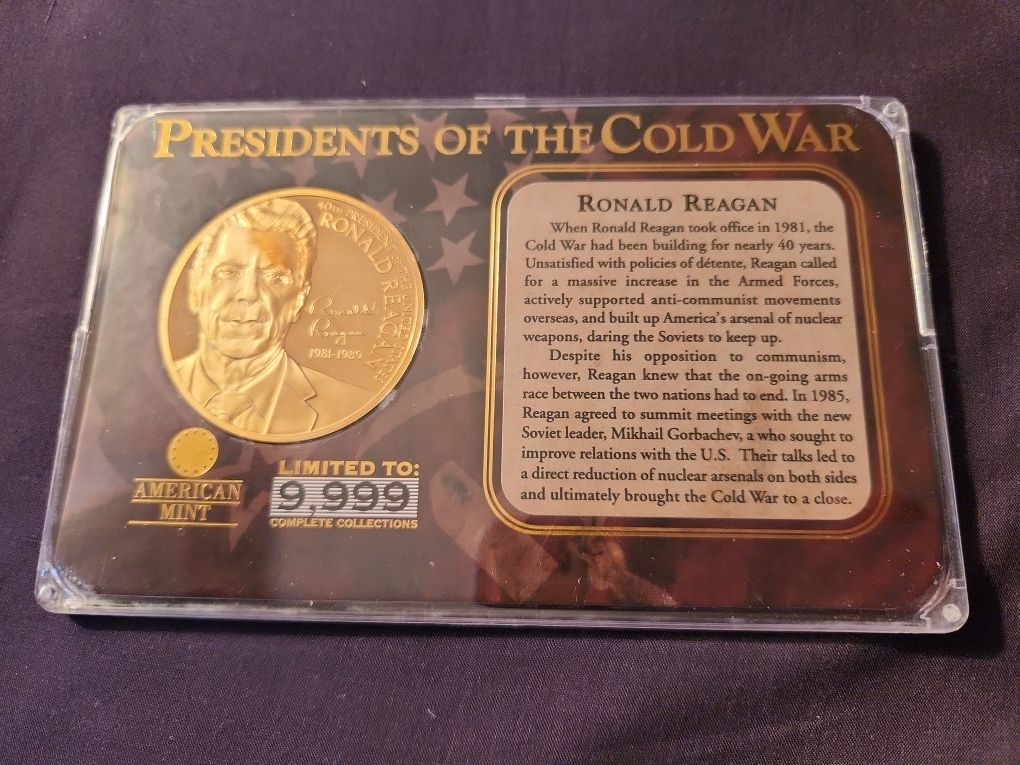 PRESIDENTS OF THE COLD WAR
40TH PRESIDENT OF THE UNITED STATES
RONALD REAGAN
Ronald
Reagan
1981-1989
AMERICAN
MINT
LIMITED TO:
9,999
COMPLETE COLLECTIONS
RONALD REAGAN
When Ronald Reagan took office in 1981, the
Cold War had been building for nearly 40 years.
Unsatisfied with policies of détente, Reagan called
for a massive increase in the Armed Forces,
actively supported anti-communist movements
overseas, and built up America's arsenal of nuclear
weapons, daring the Soviets to keep up.
Despite his opposition to communism,
however, Reagan knew that the on-going arms
race between the two nations had to end. In 1985,
Reagan agreed to summit meetings with the new
Soviet leader, Mikhail Gorbachev, a who sought to
improve relations with the U.S. Their talks led to
a direct reduction of nuclear arsenals on both sides
and ultimately brought the Cold War to a close.